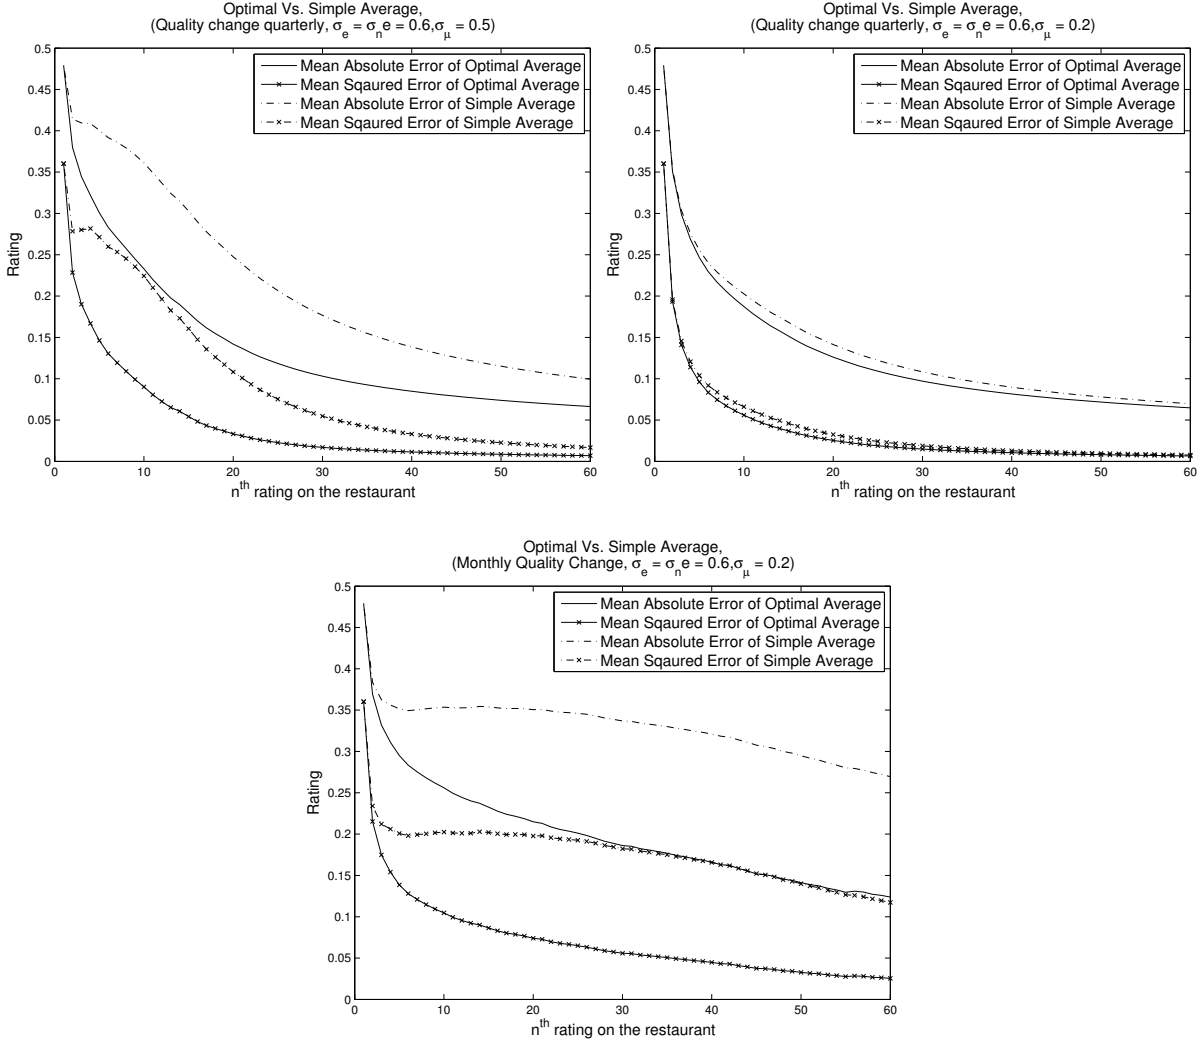 Optimal Vs. Simple Average,
(Quality change quarterly, σe = σne = 0.6,σμ = 0.5)
0.5
0.45
0.4
0.35
0.3
0.25
0.2
0.15
0.1
0.05
0
Rating
Mean Absolute Error of Optimal Average
Mean Sqaured Error of Optimal Average
Mean Absolute Error of Simple Average
Mean Sqaured Error of Simple Average
0 10 20 30 40 50 60
nth rating on the restaurant
Optimal Vs. Simple Average,
(Quality change quarterly, σe = σne = 0.6,σμ = 0.2)
0.5
0.45
0.4
0.35
0.3
0.25
0.2
0.15
0.1
0.05
0
Rating
Mean Absolute Error of Optimal Average
Mean Sqaured Error of Optimal Average
Mean Absolute Error of Simple Average
Mean Sqaured Error of Simple Average
0 10 20 30 40 50 60
nth rating on the restaurant
Optimal Vs. Simple Average,
(Monthly Quality Change, σe = σne = 0.6,σμ = 0.2)
0.5
0.45
0.4
0.35
0.3
0.25
0.2
0.15
0.1
0.05
0
Rating
Mean Absolute Error of Optimal Average
Mean Sqaured Error of Optimal Average
Mean Absolute Error of Simple Average
Mean Sqaured Error of Simple Average
0 10 20 30 40 50 60
nth rating on the restaurant